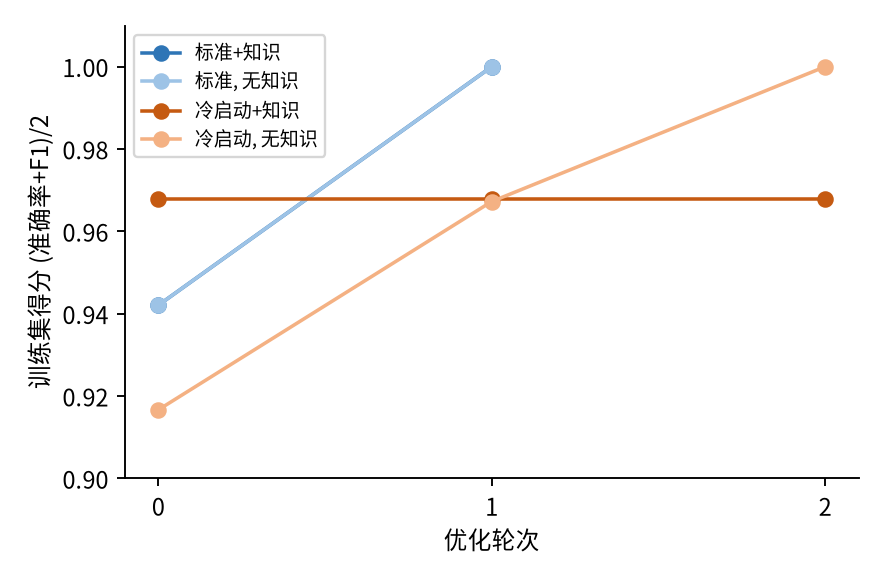 标准+知识
标准, 无知识
冷启动+知识
冷启动, 无知识
训练集得分 (准确率+F1)/2
1.00
0.98
0.96
0.94
0.92
0.90
0
1
2
优化轮次